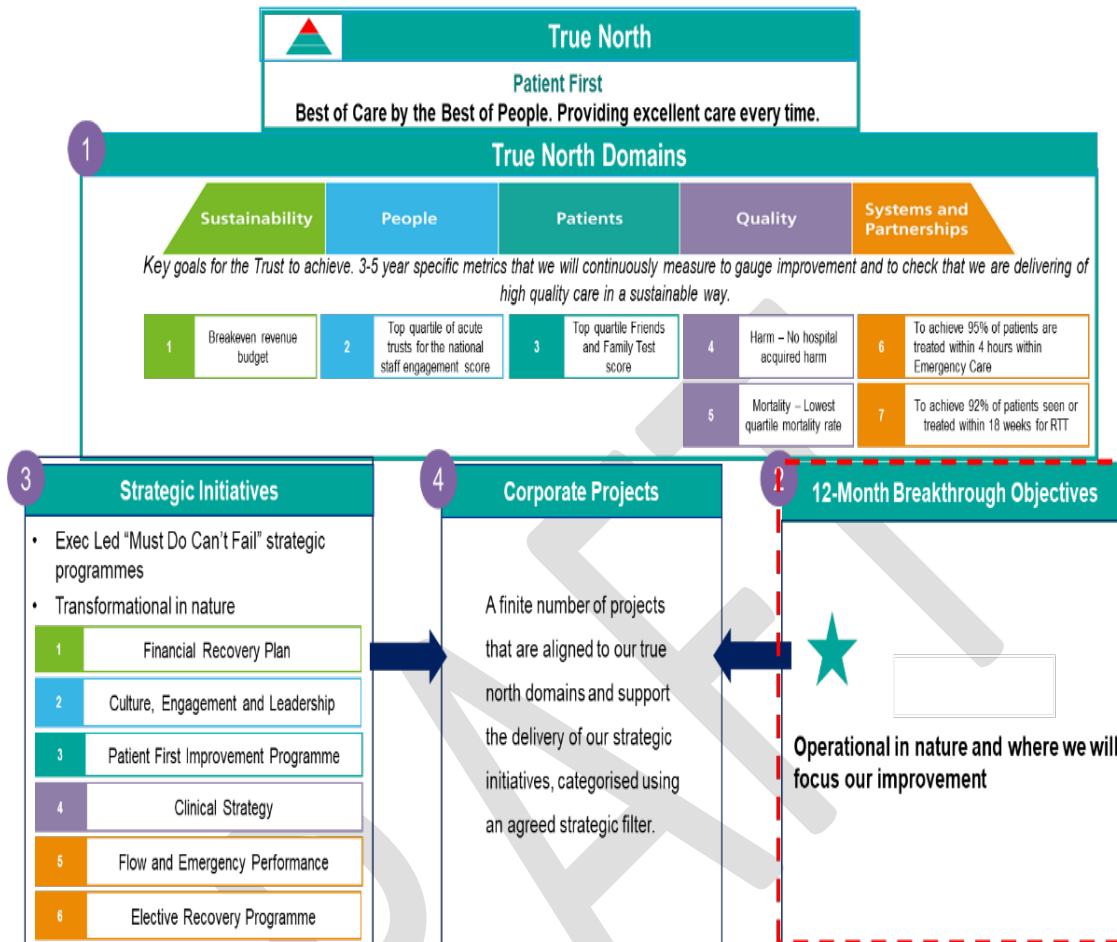 True North
Patient First
Best of Care by the Best of People. Providing excellent care every time.
1
True North Domains
Sustainability
People
Patients
Quality
Systems and
Partnerships
Key goals for the Trust to achieve. 3-5 year specific metrics that we will continuously measure to gauge improvement and to check that we are delivering of
high quality care in a sustainable way.
1
Breakeven revenue
budget
2
Top quartile of acute
trusts for the national
staff engagement score
3
Top quartile Friends
and Family Test
score
4
Harm – No hospital
acquired harm
6
To achieve 95% of patients are
treated within 4 hours within
Emergency Care
5
Mortality – Lowest
quartile mortality rate
7
To achieve 92% of patients seen or
treated within 18 weeks for RTT
3
Strategic Initiatives
• Exec Led “Must Do Can’t Fail” strategic
programmes
• Transformational in nature
1
Financial Recovery Plan
2
Culture, Engagement and Leadership
3
Patient First Improvement Programme
4
Clinical Strategy
5
Flow and Emergency Performance
6
Elective Recovery Programme
4
Corporate Projects
A finite number of projects
that are aligned to our true
north domains and support
the delivery of our strategic
initiatives, categorised using
an agreed strategic filter.
2
12-Month Breakthrough Objectives
Operational in nature and where we will
focus our improvement
DRAFT